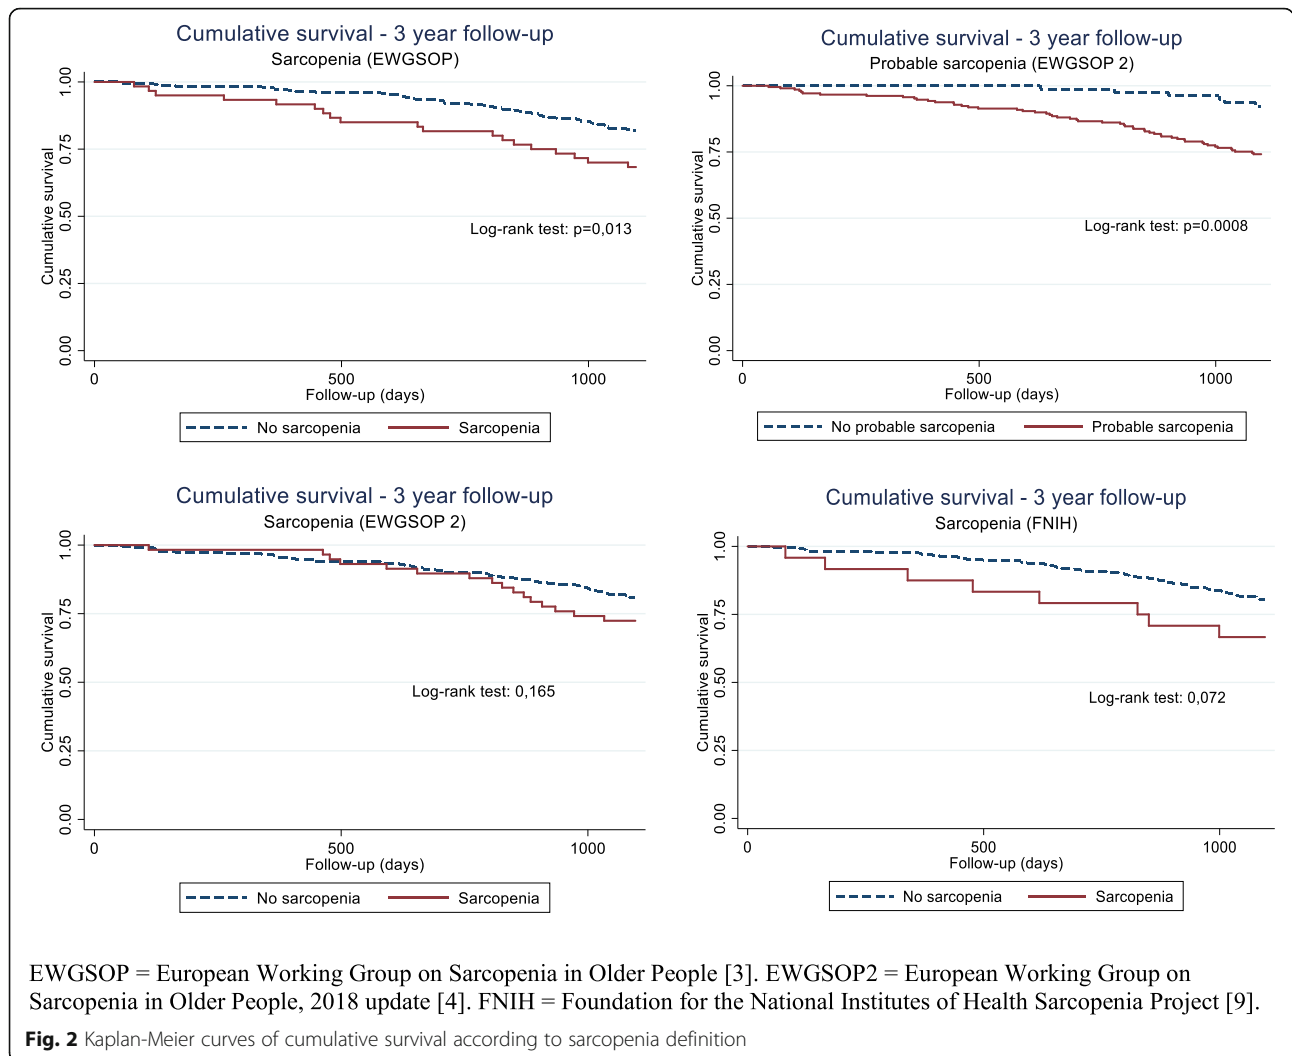 Cumulative survival - 3 year follow-up
Sarcopenia (EWGSOP)
Cumulative survival
1.00
0.75
0.50
0.25
0.00
Log-rank test: p=0,013
0
500
1000
Follow-up (days)
No sarcopenia
Sarcopenia
Cumulative survival - 3 year follow-up
Probable sarcopenia (EWGSOP 2)
Cumulative survival
1.00
0.75
0.50
0.25
0.00
Log-rank test: p=0.0008
0
500
1000
Follow-up (days)
No probable sarcopenia
Probable sarcopenia
Cumulative survival - 3 year follow-up
Sarcopenia (EWGSOP 2)
Cumulative survival
1.00
0.75
0.50
0.25
0.00
Log-rank test: 0,165
0
500
1000
Follow-up (days)
No sarcopenia
Sarcopenia
Cumulative survival - 3 year follow-up
Sarcopenia (FNIH)
Cumulative survival
1.00
0.75
0.50
0.25
0.00
Log-rank test: 0,072
0
500
1000
Follow-up (days)
No sarcopenia
Sarcopenia
EWGSOP = European Working Group on Sarcopenia in Older People [3]. EWGSOP2 = European Working Group on
Sarcopenia in Older People, 2018 update [4]. FNIH = Foundation for the National Institutes of Health Sarcopenia Project [9].
Fig. 2 Kaplan-Meier curves of cumulative survival according to sarcopenia definition